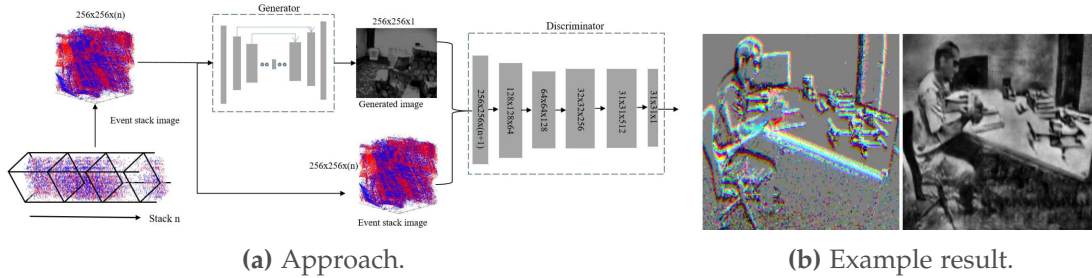 256x256x(n)
Event stack image
Stack n
Generator
256x256x1
Generated image
256x256x(n)
Event stack image
Discriminator
256x256x(n+1)
128x128x64
64x64x128
32x32x256
31x31x512
31x31x1
(a) Approach.
(b) Example result.